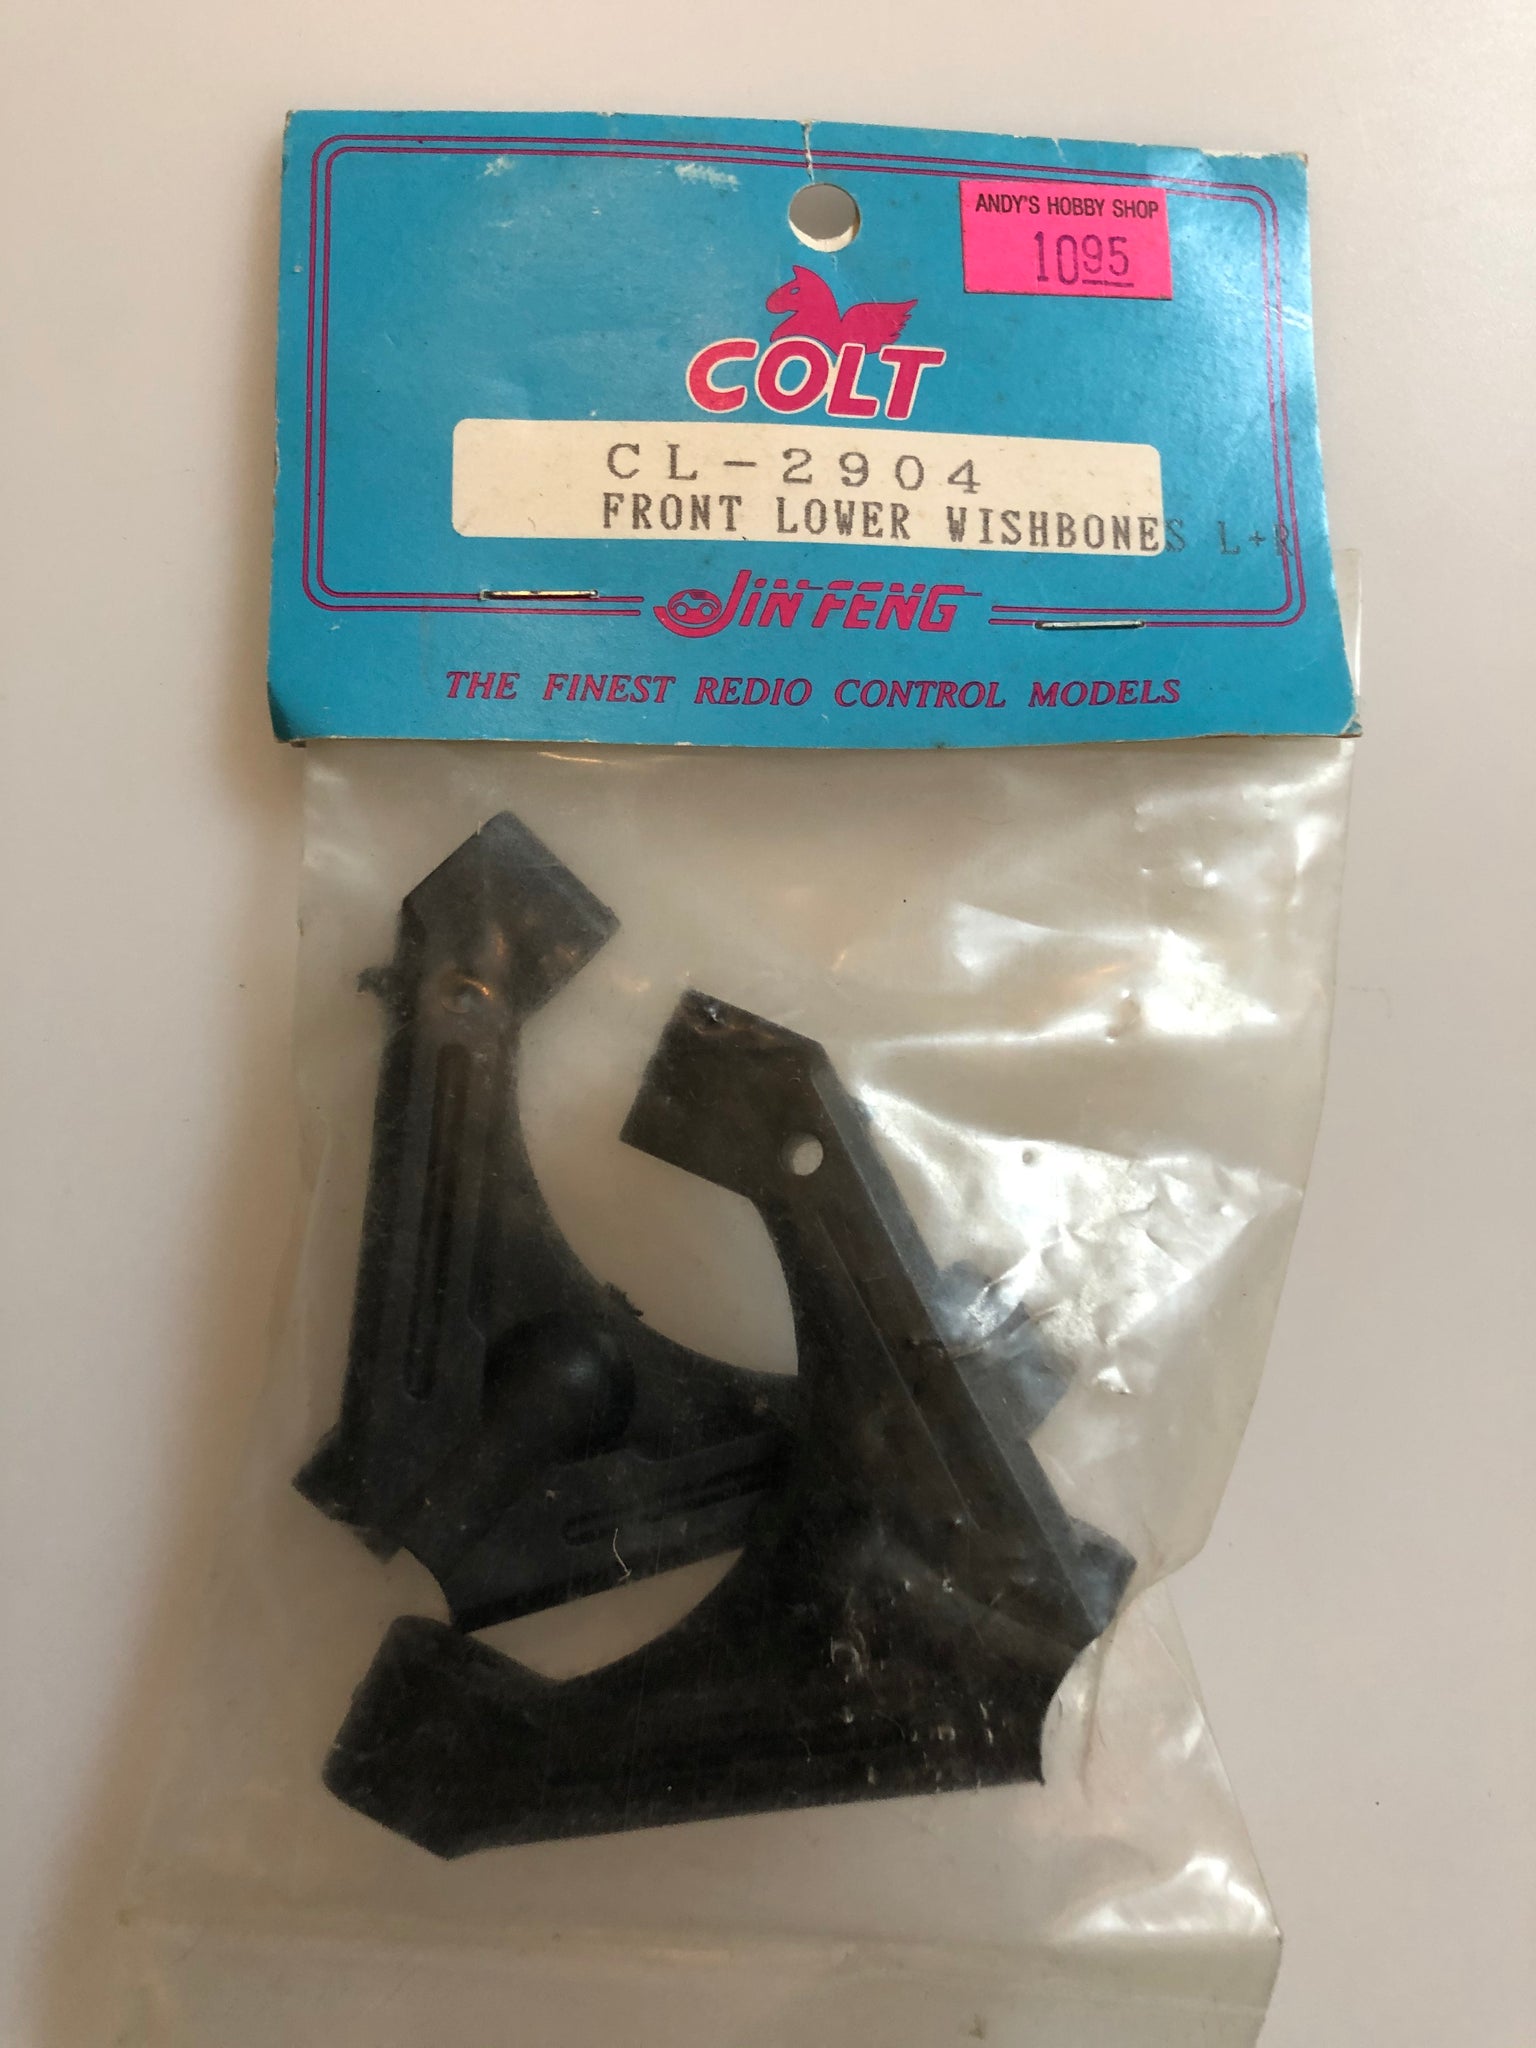 ANDY'S HOBBY SHOP
1095
COLT
CL-2904
FRONT LOWER WISHBONES L+R
JIN FENG
THE FINEST REDIO CONTROL MODELS